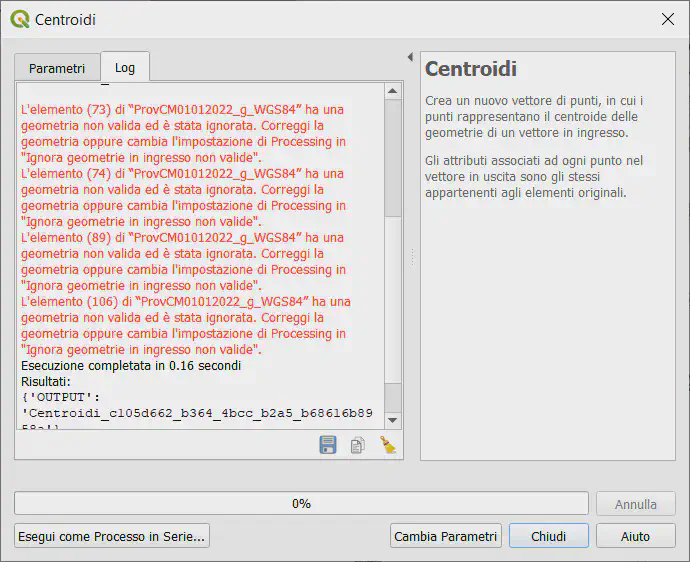 Centroidi
Parametri
Log
L'elemento (73) di “ProvCM01012022_g_WGS84” ha una
geometria non valida ed è stata ignorata. Correggi la
geometria oppure cambia l'impostazione di Processing in
"Ignora geometrie in ingresso non valide".
L'elemento (74) di “ProvCM01012022_g_WGS84” ha una
geometria non valida ed è stata ignorata. Correggi la
geometria oppure cambia l'impostazione di Processing in
"Ignora geometrie in ingresso non valide".
L'elemento (89) di “ProvCM01012022_g_WGS84” ha una
geometria non valida ed è stata ignorata. Correggi la
geometria oppure cambia l'impostazione di Processing in
"Ignora geometrie in ingresso non valide".
L'elemento (106) di “ProvCM01012022_g_WGS84” ha una
geometria non valida ed è stata ignorata. Correggi la
geometria oppure cambia l'impostazione di Processing in
"Ignora geometrie in ingresso non valide".
Esecuzione completata in 0.16 secondi
Risultati:
{'OUTPUT':
'Centroidi_c105d662_b364_4bcc_b2a5_b68616b89
Centroidi
Crea un nuovo vettore di punti, in cui i
punti rappresentano il centroide delle
geometrie di un vettore in ingresso.
Gli attributi associati ad ogni punto nel
vettore in uscita sono gli stessi
appartenenti agli elementi originali.
0%
Annulla
Esegui come Processo in Serie...
Cambia Parametri
Chiudi
Aiuto